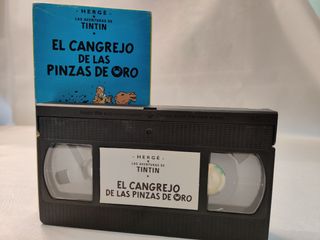 - HERGÉ -
LAS AVENTURAS DE
TINTIN
EL CANGREJO
DE LAS
PINZAS DE ORO
- HERGÉ -
LAS AVENTURAS DE
TINTIN
EL CANGREJO
DE LAS PINZAS DE ORO